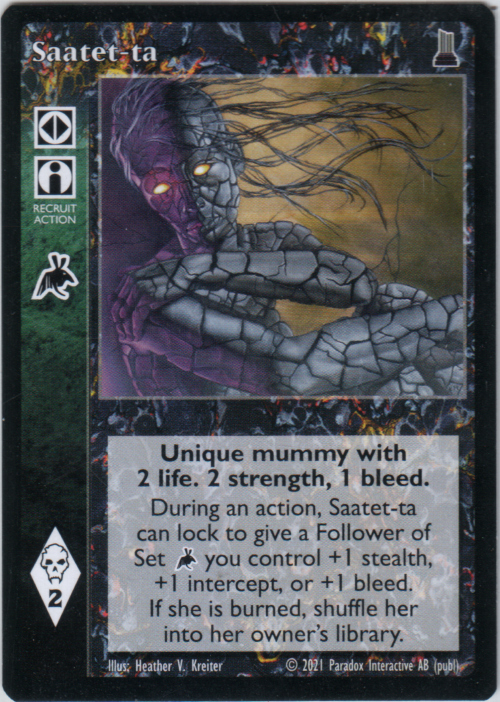 Saatet-ta
RECRUIT
ACTION
Unique mummy with
2 life. 2 strength, 1 bleed.
During an action, Saatet-ta
can lock to give a Follower of
Set you control +1 stealth,
+1 intercept, or +1 bleed.
If she is burned, shuffle her
into her owner's library.
2
Illus: Heather V. Kreiter © 2021 Paradox Interactive AB (publ)